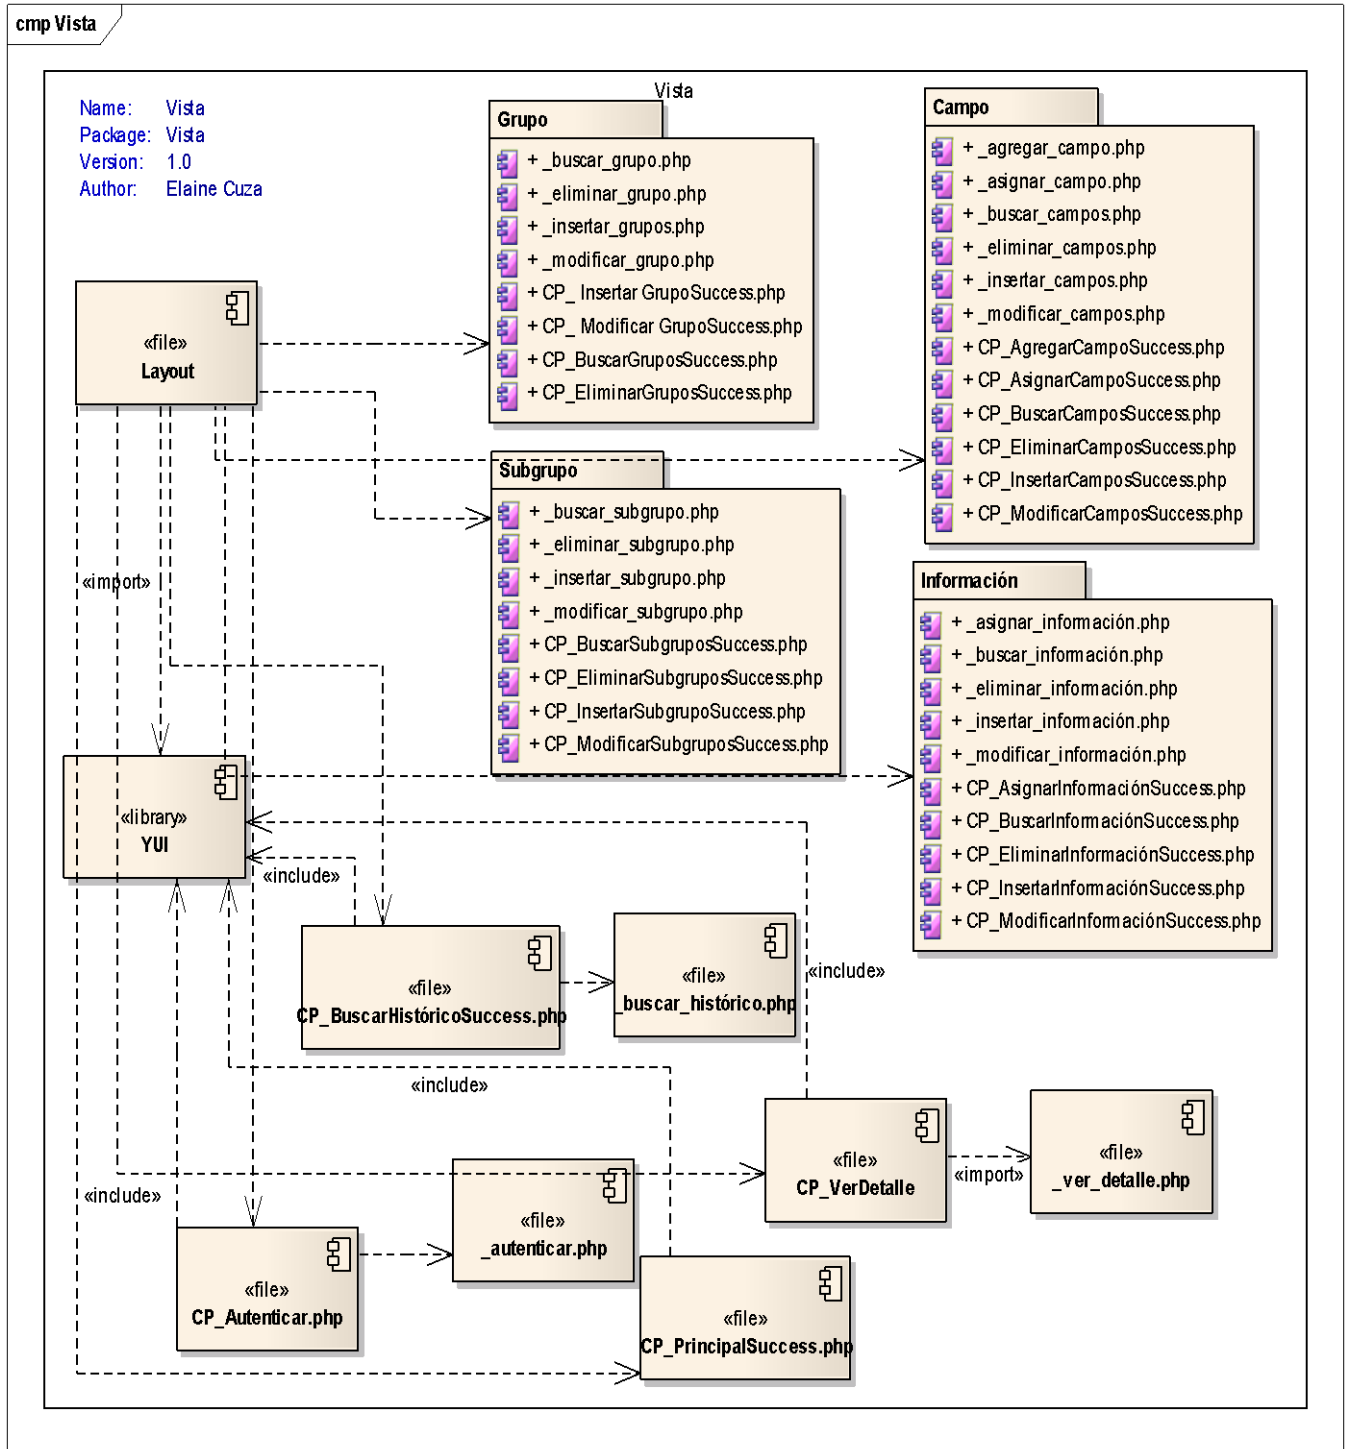 cmp Vista
Vista
Name: Vista
Package: Vista
Version: 1.0
Author: Elaine Cuza
Grupo
+ _buscar_grupo.php
+ _eliminar_grupo.php
+ _insertar_grupos.php
+ _modificar_grupo.php
+ CP_ Insertar GrupoSuccess.php
+ CP_ Modificar GrupoSuccess.php
+ CP_BuscarGruposSuccess.php
+ CP_EliminarGruposSuccess.php
Campo
+ _agregar_campo.php
+ _asignar_campo.php
+ _buscar_campos.php
+ _eliminar_campos.php
+ _insertar_campos.php
+ _modificar_campos.php
+ CP_AgregarCampoSuccess.php
+ CP_AsignarCampoSuccess.php
+ CP_BuscarCamposSuccess.php
+ CP_EliminarCamposSuccess.php
+ CP_InsertarCamposSuccess.php
+ CP_ModificarCamposSuccess.php
«file»
Layout
Subgrupo
+ _buscar_subgrupo.php
+ _eliminar_subgrupo.php
+ _insertar_subgrupo.php
+ _modificar_subgrupo.php
+ CP_BuscarSubgruposSuccess.php
+ CP_EliminarSubgruposSuccess.php
+ CP_InsertarSubgrupoSuccess.php
+ CP_ModificarSubgruposSuccess.php
Información
+ _asignar_información.php
+ _buscar_información.php
+ _eliminar_información.php
+ _insertar_información.php
+ _modificar_información.php
+ CP_AsignarInformaciónSuccess.php
+ CP_BuscarInformaciónSuccess.php
+ CP_EliminarInformaciónSuccess.php
+ CP_InsertarInformaciónSuccess.php
+ CP_ModificarInformaciónSuccess.php
«import»
«library»
YUI
«include»
«file»
CP_BuscarHistóricoSuccess.php
«file»
_buscar_histórico.php
«include»
«include»
«file»
CP_VerDetalle
«import»
«file»
_ver_detalle.php
«include»
«file»
_autenticar.php
«file»
CP_Autenticar.php
«file»
CP_PrincipalSuccess.php